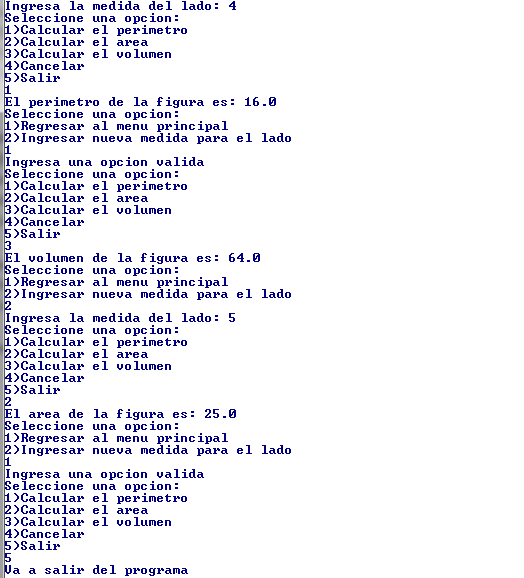 Ingresa la medida del lado: 4
Seleccione una opcion:
1)Calcular el perimetro
2)Calcular el area
3)Calcular el volumen
4)Cancelar
5)Salir
1
El perimetro de la figura es: 16.0
Seleccione una opcion:
1)Regresar al menu principal
2)Ingresar nueva medida para el lado
1
Ingresa una opcion valida
Seleccione una opcion:
1)Calcular el perimetro
2)Calcular el area
3)Calcular el volumen
4)Cancelar
5)Salir
3
El volumen de la figura es: 64.0
Seleccione una opcion:
1)Regresar al menu principal
2)Ingresar nueva medida para el lado
2
Ingresa la medida del lado: 5
Seleccione una opcion:
1)Calcular el perimetro
2)Calcular el area
3)Calcular el volumen
4)Cancelar
5)Salir
2
El area de la figura es: 25.0
Seleccione una opcion:
1)Regresar al menu principal
2)Ingresar nueva medida para el lado
1
Ingresa una opcion valida
Seleccione una opcion:
1)Calcular el perimetro
2)Calcular el area
3)Calcular el volumen
4)Cancelar
5)Salir
5
Va a salir del programa